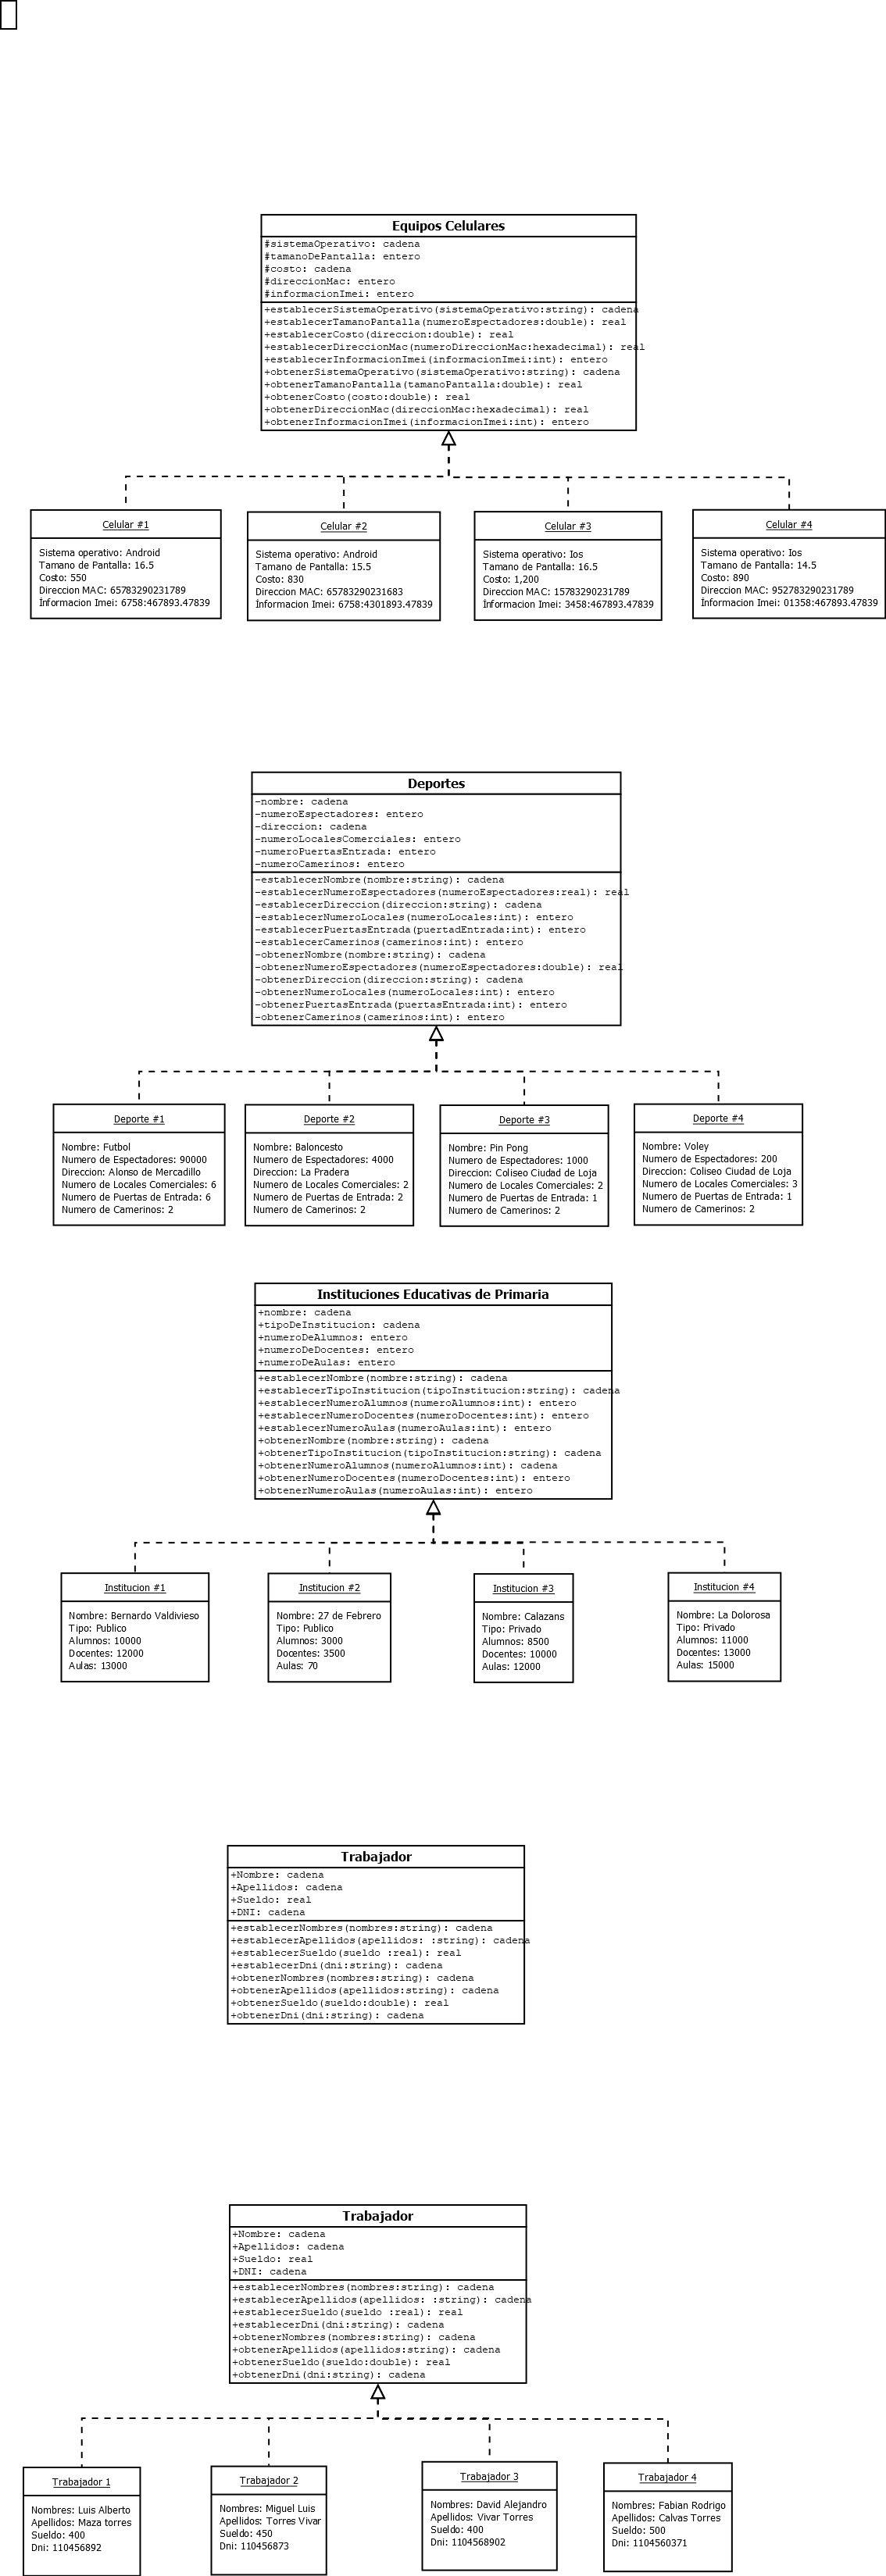 Equipos Celulares
#sistemaOperativo: cadena
#tamanoDePantalla: entero
#costo: cadena
#direccionMac: entero
#informacionImei: entero
+establecerSistemaOperativo(sistemaOperativo:string): cadena
+establecerTamanoPantalla(numeroEspectadores:double): real
+establecerCosto(direccion:double): real
+establecerDireccionMac(numeroDireccionMac:hexadecimal): real
+establecerInformacionImei(informacionImei:int): entero
+obtenerSistemaOperativo(sistemaOperativo:string): cadena
+obtenerTamanoPantalla(tamanoPantalla:double): real
+obtenerCosto(costo:double): real
+obtenerDireccionMac(direccionMac:hexadecimal): real
+obtenerInformacionImei(informacionImei:int): entero
Celular #1
Sistema operativo: Android
Tamano de Pantalla: 16.5
Costo: 550
Direccion MAC: 65783290231789
İnformacion Imei: 6758:467893.47839
Celular #2
Sistema operativo: Android
Tamano de Pantalla: 15.5
Costo: 830
Direccion MAC: 65783290231683
İnformacion Imei: 6758:4301893.47839
Celular #3
Sistema operativo: Ios
Tamano de Pantalla: 16.5
Costo: 1,200
Direccion MAC: 15783290231789
İnformacion Imei: 3458:467893.47839
Celular #4
Sistema operativo: Ios
Tamano de Pantalla: 14.5
Costo: 890
Direccion MAC: 952783290231789
İnformacion Imei: 01358:467893.47839
Deportes
-nombre: cadena
-numeroEspectadores: entero
-direccion: cadena
-numeroLocalesComerciales: entero
-numeroPuertasEntrada: entero
-numeroCamerinos: entero
-establecerNombre(nombre:string): cadena
-establecerNumeroEspectadores(numeroEspectadores:real): real
-establecerDireccion(direccion:string): cadena
-establecerNumeroLocales(numeroLocales:int): entero
-establecerPuertasEntrada(puertadEntrada:int): entero
-establecerCamerinos(camerinos:int): entero
-obtenerNombre(nombre:string): cadena
-obtenerNumeroEspectadores(numeroEspectadores:double): real
-obtenerDireccion(direccion:string): cadena
-obtenerNumeroLocales(numeroLocales:int): entero
-obtenerPuertasEntrada(puertasEntrada:int): entero
-obtenerCamerinos(camerinos:int): entero
Deporte #1
Nombre: Futbol
Numero de Espectadores: 90000
Direccion: Alonso de Mercadillo
Numero de Locales Comerciales: 6
Numero de Puertas de Entrada: 6
Numero de Camerinos: 2
Deporte #2
Nombre: Baloncesto
Numero de Espectadores: 4000
Direccion: La Pradera
Numero de Locales Comerciales: 2
Numero de Puertas de Entrada: 2
Numero de Camerinos: 2
Deporte #3
Nombre: Pin Pong
Numero de Espectadores: 1000
Direccion: Coliseo Ciudad de Loja
Numero de Locales Comerciales: 2
Numero de Puertas de Entrada: 1
Numero de Camerinos: 2
Deporte #4
Nombre: Voley
Numero de Espectadores: 200
Direccion: Coliseo Ciudad de Loja
Numero de Locales Comerciales: 3
Numero de Puertas de Entrada: 1
Numero de Camerinos: 2
Instituciones Educativas de Primaria
+nombre: cadena
+tipoDeInstitucion: cadena
+numeroDeAlumnos: entero
+numeroDeDocentes: entero
+numeroDeAulas: entero
+establecerNombre(nombre:string): cadena
+establecerTipoInstitucion(tipoInstitucion:string): cadena
+establecerNumeroAlumnos(numeroAlumnos:int): entero
+establecerNumeroDocentes(numeroDocentes:int): entero
+establecerNumeroAulas(numeroAulas:int): entero
+obtenerNombre(nombre:string): cadena
+obtenerTipoInstitucion(tipoInstitucion:string): cadena
+obtenerNumeroAlumnos(numeroAlumnos:int): cadena
+obtenerNumeroDocentes(numeroDocentes:int): entero
+obtenerNumeroAulas(numeroAulas:int): entero
Institucion #1
Nombre: Bernardo Valdivieso
Tipo: Publico
Alumnos: 10000
Docentes: 12000
Aulas: 13000
Institucion #2
Nombre: 27 de Febrero
Tipo: Publico
Alumnos: 3000
Docentes: 3500
Aulas: 70
Institucion #3
Nombre: Calazans
Tipo: Privado
Alumnos: 8500
Docentes: 10000
Aulas: 12000
Institucion #4
Nombre: La Dolorosa
Tipo: Privado
Alumnos: 11000
Docentes: 13000
Aulas: 15000
Trabajador
+Nombre: cadena
+Apellidos: cadena
+Sueldo: real
+DNI: cadena
+establecerNombres(nombres:string): cadena
+establecerApellidos(apellidos: :string): cadena
+establecerSueldo(sueldo :real): real
+establecerDni(dni:string): cadena
+obtenerNombres(nombres:string): cadena
+obtenerApellidos(apellidos:string): cadena
+obtenerSueldo(sueldo:double): real
+obtenerDni(dni:string): cadena
Trabajador
+Nombre: cadena
+Apellidos: cadena
+Sueldo: real
+DNI: cadena
+establecerNombres(nombres:string): cadena
+establecerApellidos(apellidos: :string): cadena
+establecerSueldo(sueldo :real): real
+establecerDni(dni:string): cadena
+obtenerNombres(nombres:string): cadena
+obtenerApellidos(apellidos:string): cadena
+obtenerSueldo(sueldo:double): real
+obtenerDni(dni:string): cadena
Trabajador 1
Nombres: Luis Alberto
Apellidos: Maza torres
Sueldo: 400
Dni: 110456892
Trabajador 2
Nombres: Miguel Luis
Apellidos: Torres Vivar
Sueldo: 450
Dni: 110456873
Trabajador 3
Nombres: David Alejandro
Apellidos: Vivar Torres
Sueldo: 400
Dni: 1104568902
Trabajador 4
Nombres: Fabian Rodrigo
Apellidos: Calvas Torres
Sueldo: 500
Dni: 1104560371